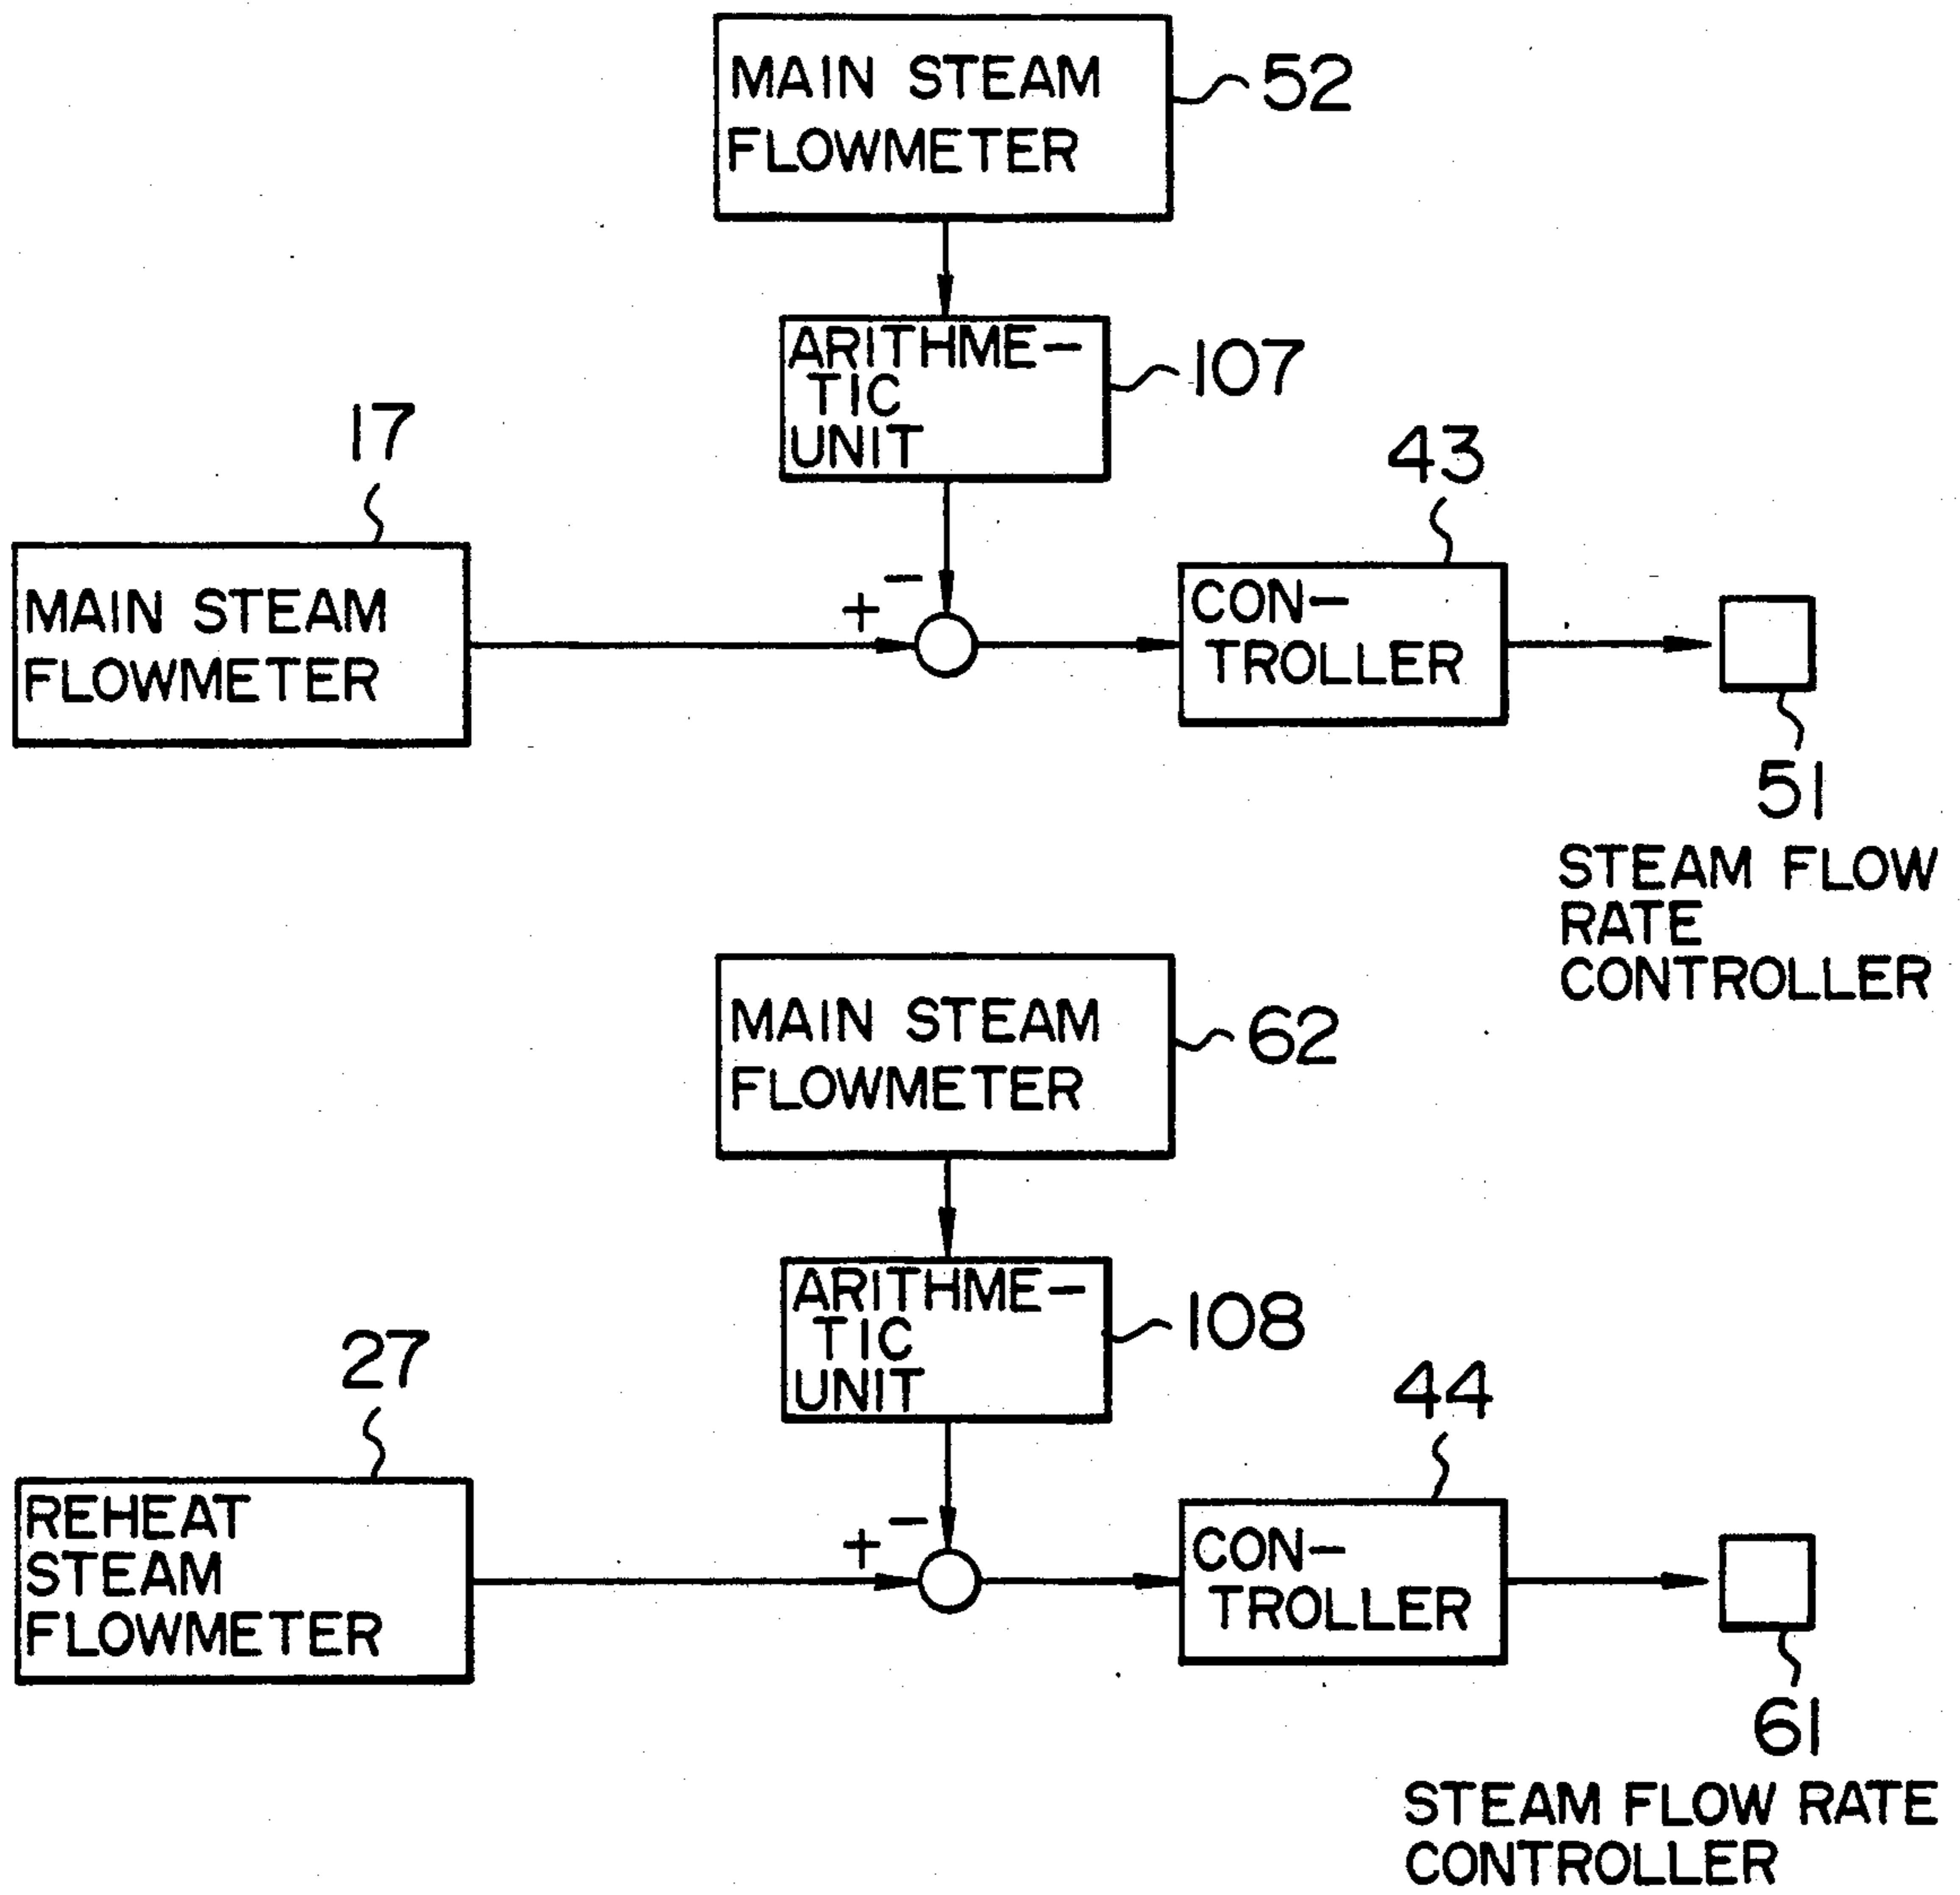 MAIN STEAM
FLOWMETER
52
ARITHME-
TIC
UNIT
107
17
MAIN STEAM
FLOWMETER
+
-
43
CON-
TROLLER
51
STEAM FLOW
RATE
CONTROLLER
MAIN STEAM
FLOWMETER
62
ARITHME-
TIC
UNIT
108
27
REHEAT
STEAM
FLOWMETER
+
-
44
CON-
TROLLER
61
STEAM FLOW RATE
CONTROLLER